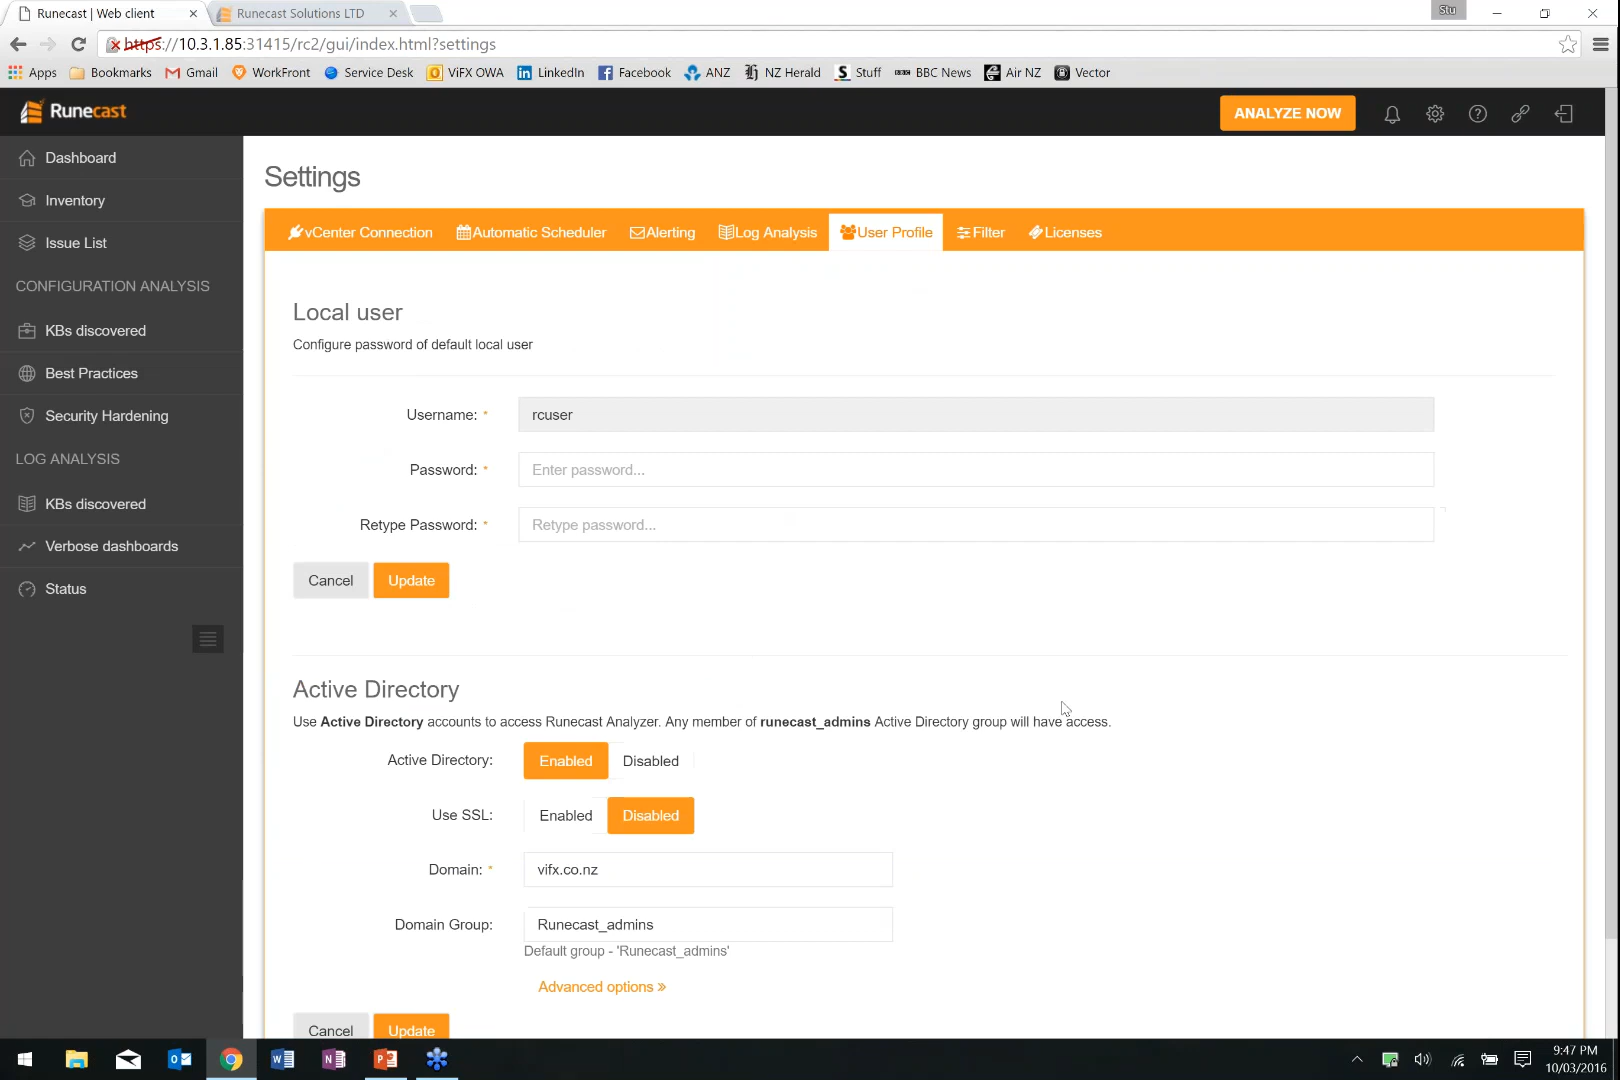 Runecast | Web client
Runecast Solutions LTD
Stu
https://10.3.1.85:31415/rc2/gui/index.html?settings
Apps Bookmarks Gmail WorkFront Service Desk ViFX OWA LinkedIn Facebook ANZ NZ Herald Stuff BBC News Air NZ Vector
Runecast
ANALYZE NOW
Dashboard
Inventory
Issue List
CONFIGURATION ANALYSIS
KBs discovered
Best Practices
Security Hardening
LOG ANALYSIS
KBs discovered
Verbose dashboards
Status
Settings
vCenter Connection Automatic Scheduler Alerting Log Analysis User Profile Filter Licenses
Local user
Configure password of default local user
Username: * rcuser
Password: * Enter password...
Retype Password: * Retype password...
Cancel Update
Active Directory
Use Active Directory accounts to access Runecast Analyzer. Any member of runecast_admins Active Directory group will have access.
Active Directory: Enabled Disabled
Use SSL: Enabled Disabled
Domain: * vifx.co.nz
Domain Group: Runecast_admins
Default group - 'Runecast_admins'
Advanced options »
Cancel Update
9:47 PM
10/03/2016